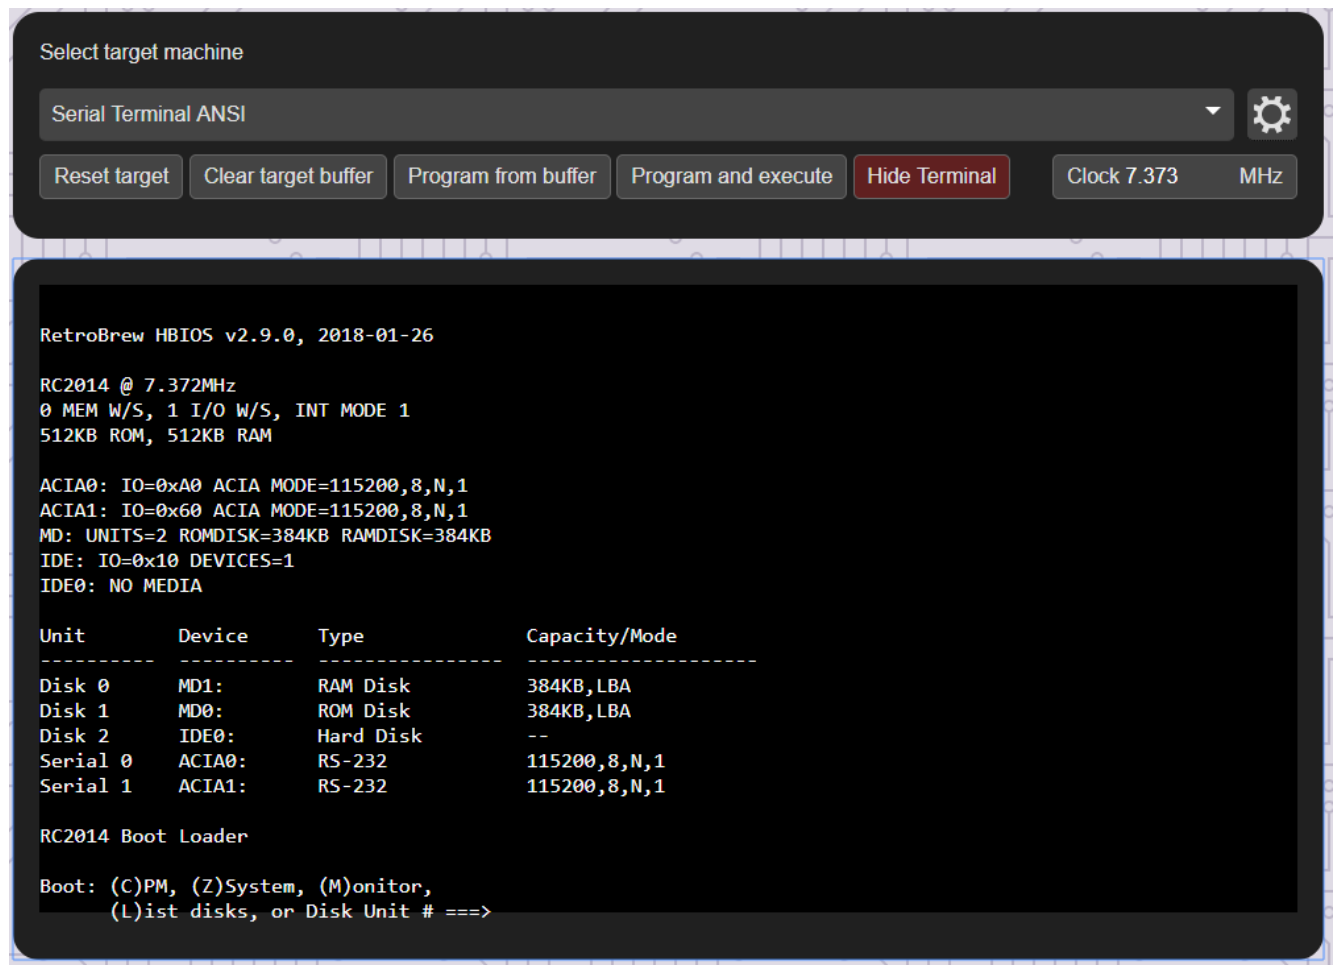 Select target machine
Serial Terminal ANSI
Reset target Clear target buffer Program from buffer Program and execute Hide Terminal Clock 7.373 MHz
RetroBrew HBIOS v2.9.0, 2018-01-26
RC2014 @ 7.372MHz
0 MEM W/S, 1 I/O W/S, INT MODE 1
512KB ROM, 512KB RAM
ACIA0: IO=0xA0 ACIA MODE=115200,8,N,1
ACIA1: IO=0x60 ACIA MODE=115200,8,N,1
MD: UNITS=2 ROMDISK=384KB RAMDISK=384KB
IDE: IO=0x10 DEVICES=1
IDE0: NO MEDIA
Unit Device Type Capacity/Mode
---------- ---------- ---------------- --------------------
Disk 0 MD1: RAM Disk 384KB,LBA
Disk 1 MD0: ROM Disk 384KB,LBA
Disk 2 IDE0: Hard Disk --
Serial 0 ACIA0: RS-232 115200,8,N,1
Serial 1 ACIA1: RS-232 115200,8,N,1
RC2014 Boot Loader
Boot: (C)PM, (Z)System, (M)onitor,
(L)ist disks, or Disk Unit # ===>